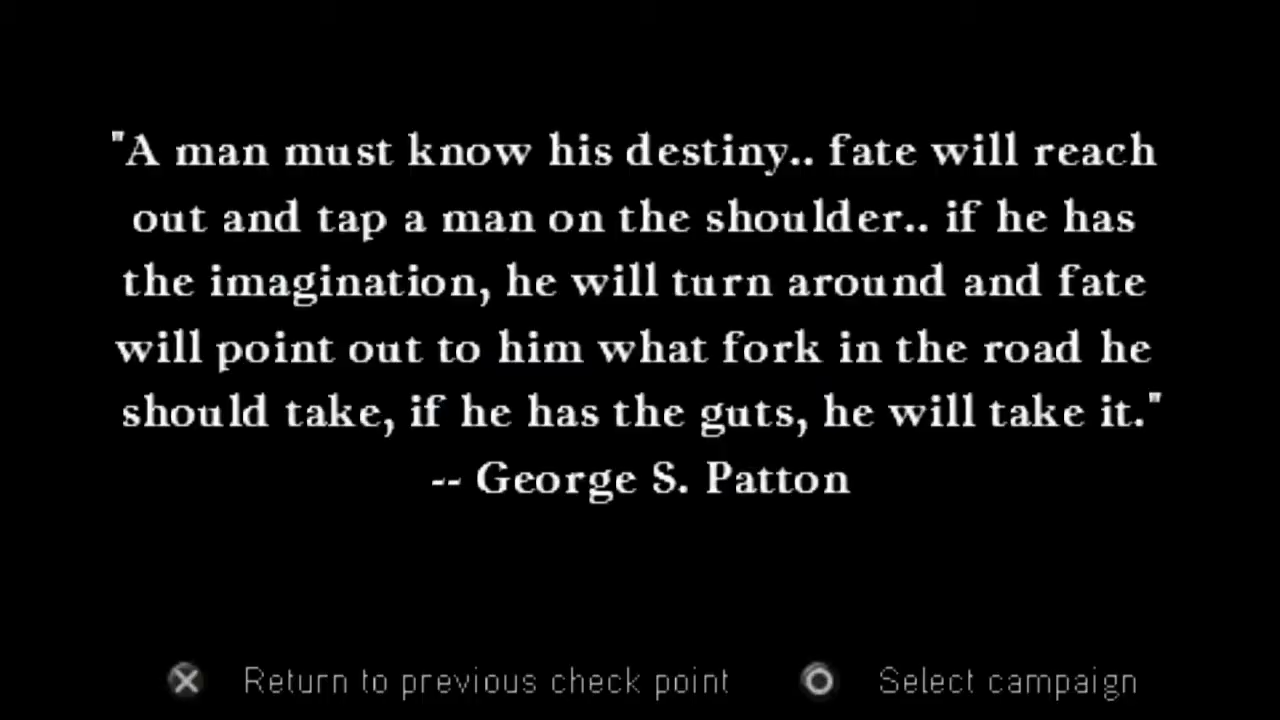 "A man must know his destiny.. fate will reach
out and tap a man on the shoulder.. if he has
the imagination, he will turn around and fate
will point out to him what fork in the road he
should take, if he has the guts, he will take it."
-- George S. Patton
Return to previous check point
Select campaign